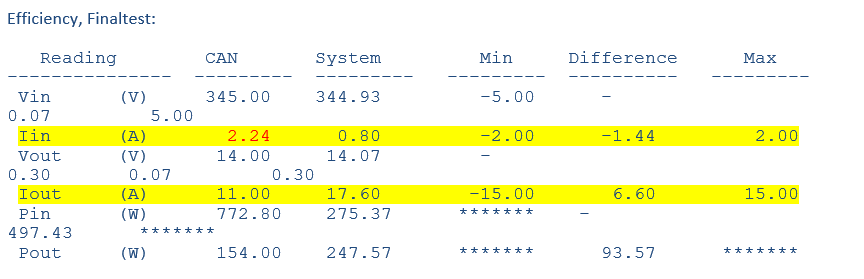 Efficiency, Finaltest:
Reading CAN System Min Difference Max
--------------- --------- --------- --------- ---------- ---------
Vin (V) 345.00 344.93 -5.00 -
0.07 5.00
Iin (A) 2.24 0.80 -2.00 -1.44 2.00
Vout (V) 14.00 14.07 -
0.30 0.07 0.30
Iout (A) 11.00 17.60 -15.00 6.60 15.00
Pin (W) 772.80 275.37 ******* -
497.43 *******
Pout (W) 154.00 247.57 ******* 93.57 *******